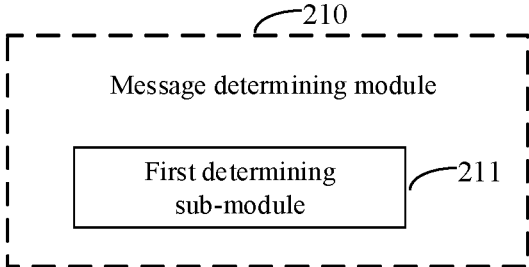 210
Message determining module
First determining
sub-module
211